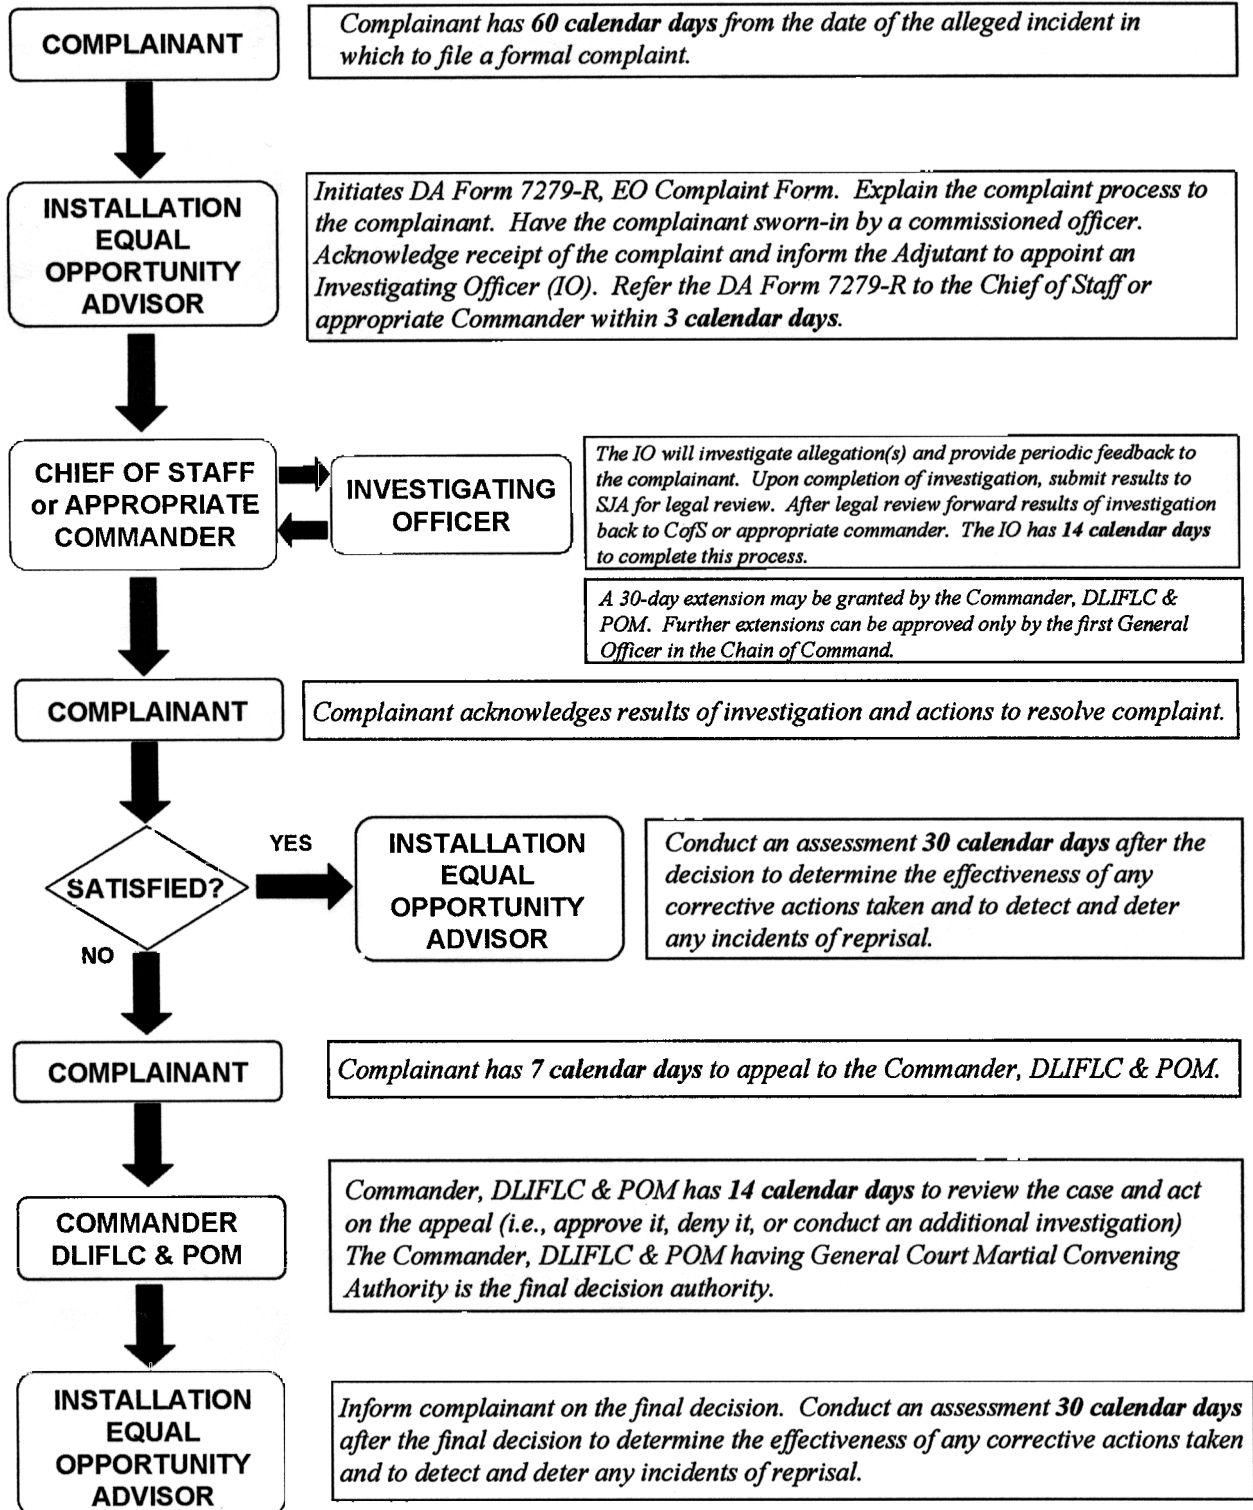 COMPLAINANT
Complainant has 60 calendar days from the date of the alleged incident in
which to file a formal complaint.
INSTALLATION
EQUAL
OPPORTUNITY
ADVISOR
Initiates DA Form 7279-R, EO Complaint Form. Explain the complaint process to
the complainant. Have the complainant sworn-in by a commissioned officer.
Acknowledge receipt of the complaint and inform the Adjutant to appoint an
Investigating Officer (IO). Refer the DA Form 7279-R to the Chief of Staff or
appropriate Commander within 3 calendar days.
CHIEF OF STAFF
or APPROPRIATE
COMMANDER
INVESTIGATING
OFFICER
The IO will investigate allegation(s) and provide periodic feedback to
the complainant. Upon completion of investigation, submit results to
SJA for legal review. After legal review forward results of investigation
back to CofS or appropriate commander. The IO has 14 calendar days
to complete this process.
A 30-day extension may be granted by the Commander, DLIFLC &
POM. Further extensions can be approved only by the first General
Officer in the Chain of Command.
COMPLAINANT
Complainant acknowledges results of investigation and actions to resolve complaint.
SATISFIED?
YES
INSTALLATION
EQUAL
OPPORTUNITY
ADVISOR
Conduct an assessment 30 calendar days after the
decision to determine the effectiveness of any
corrective actions taken and to detect and deter
any incidents of reprisal.
NO
COMPLAINANT
Complainant has 7 calendar days to appeal to the Commander, DLIFLC & POM.
COMMANDER
DLIFLC & POM
Commander, DLIFLC & POM has 14 calendar days to review the case and act
on the appeal (i.e., approve it, deny it, or conduct an additional investigation)
The Commander, DLIFLC & POM having General Court Martial Convening
Authority is the final decision authority.
INSTALLATION
EQUAL
OPPORTUNITY
ADVISOR
Inform complainant on the final decision. Conduct an assessment 30 calendar days
after the final decision to determine the effectiveness of any corrective actions taken
and to detect and deter any incidents of reprisal.